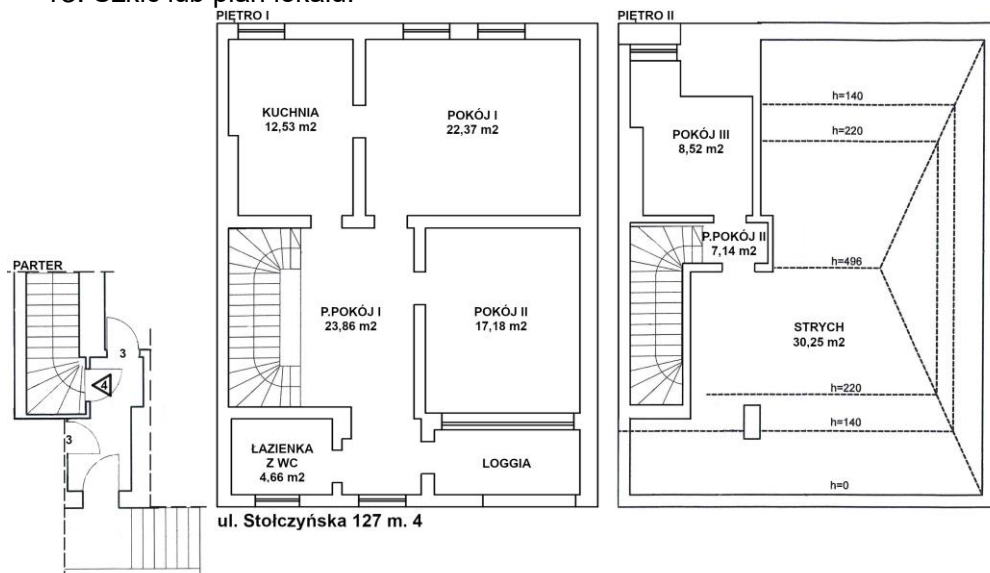 PIĘTRO I
KUCHNIA
12,53 m2
POKÓJ I
22,37 m2
P.POKÓJ I
23,86 m2
POKÓJ II
17,18 m2
ŁAZIENKA
Z WC
4,66 m2
LOGGIA
ul. Stołczyńska 127 m. 4
PIĘTRO II
h=140
h=220
POKÓJ III
8,52 m2
P.POKÓJ II
7,14 m2
h=496
STRYCH
30,25 m2
h=220
h=140
h=0
PARTER
3
4
3